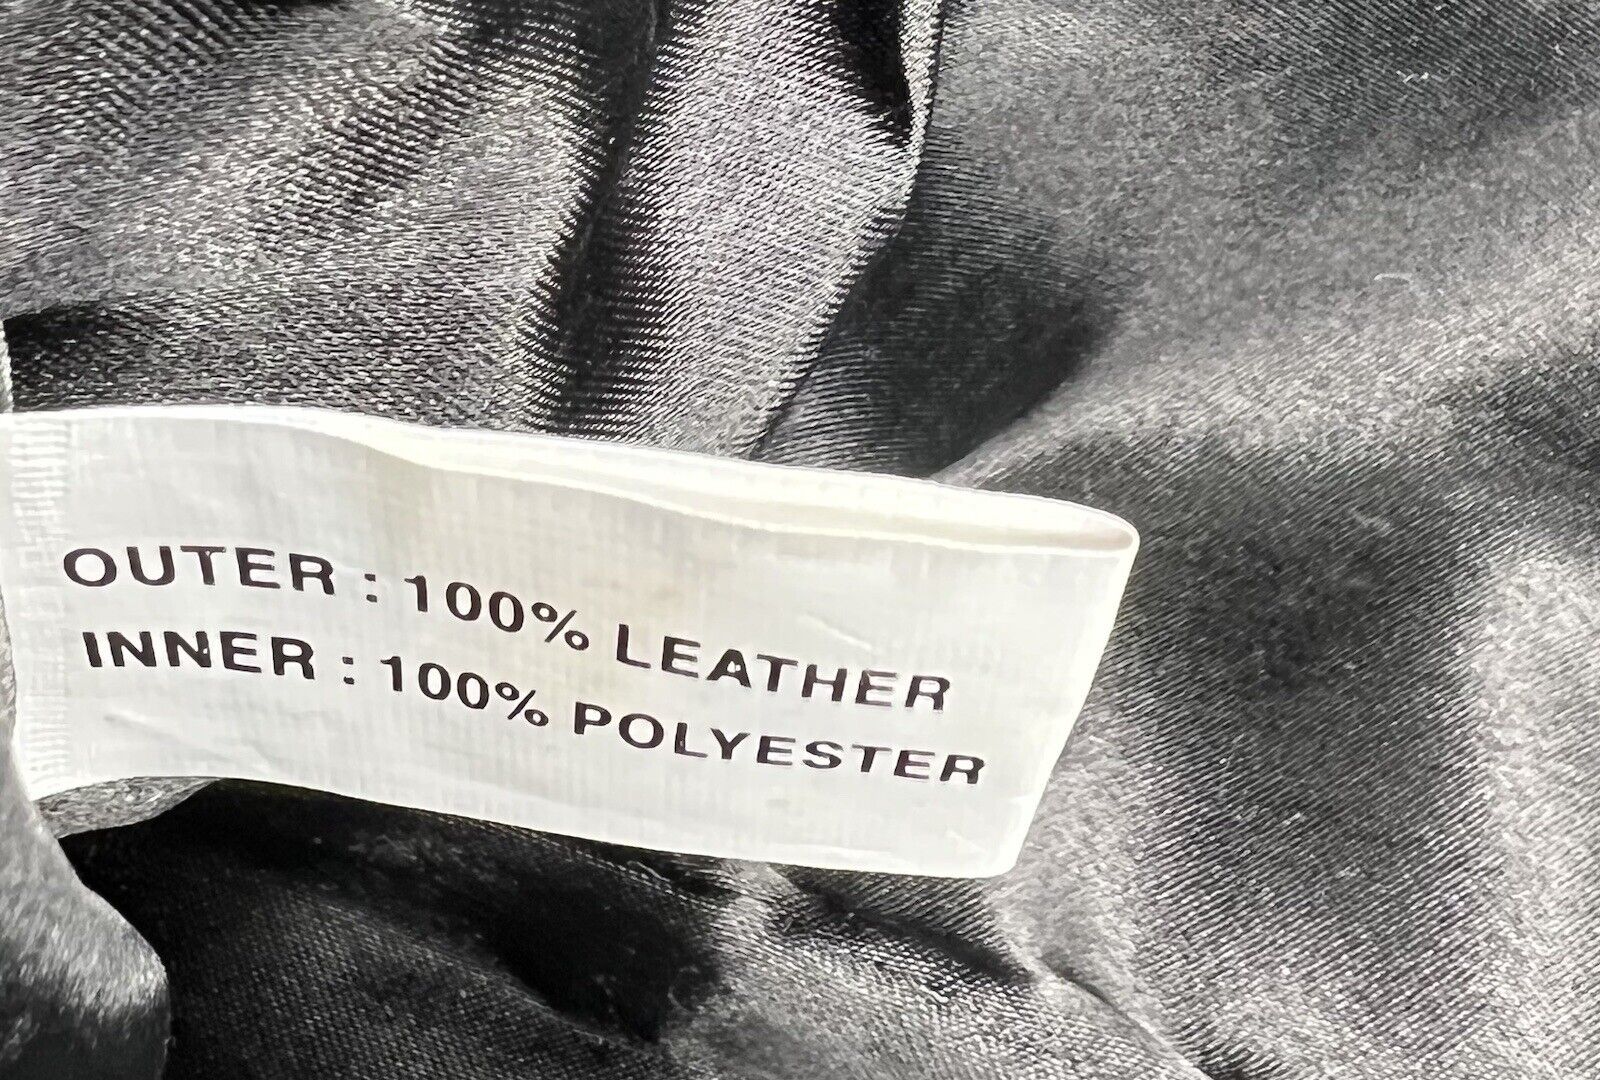 OUTER : 100% LEATHER
INNER : 100% POLYESTER